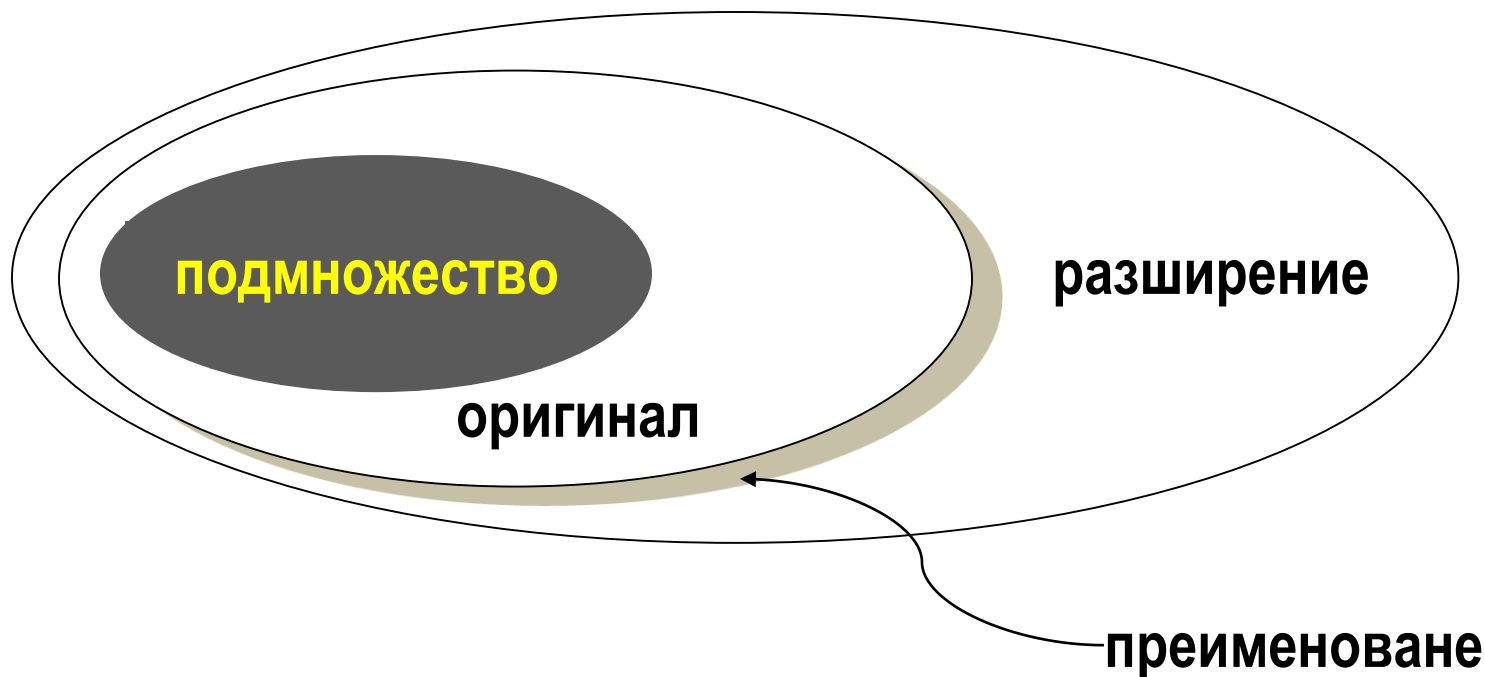 подмножество
разширение
оригинал
преименоване